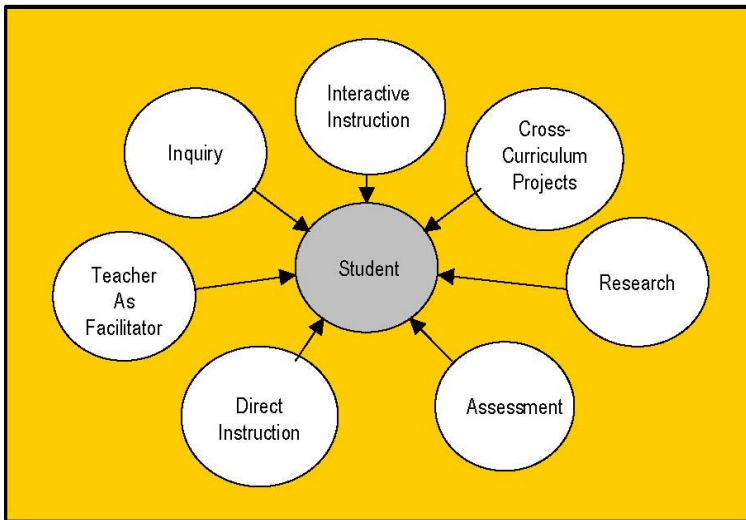 Interactive
Instruction
Cross-
Curriculum
Projects
Inquiry
Student
Teacher
As
Facilitator
Research
Direct
Instruction
Assessment